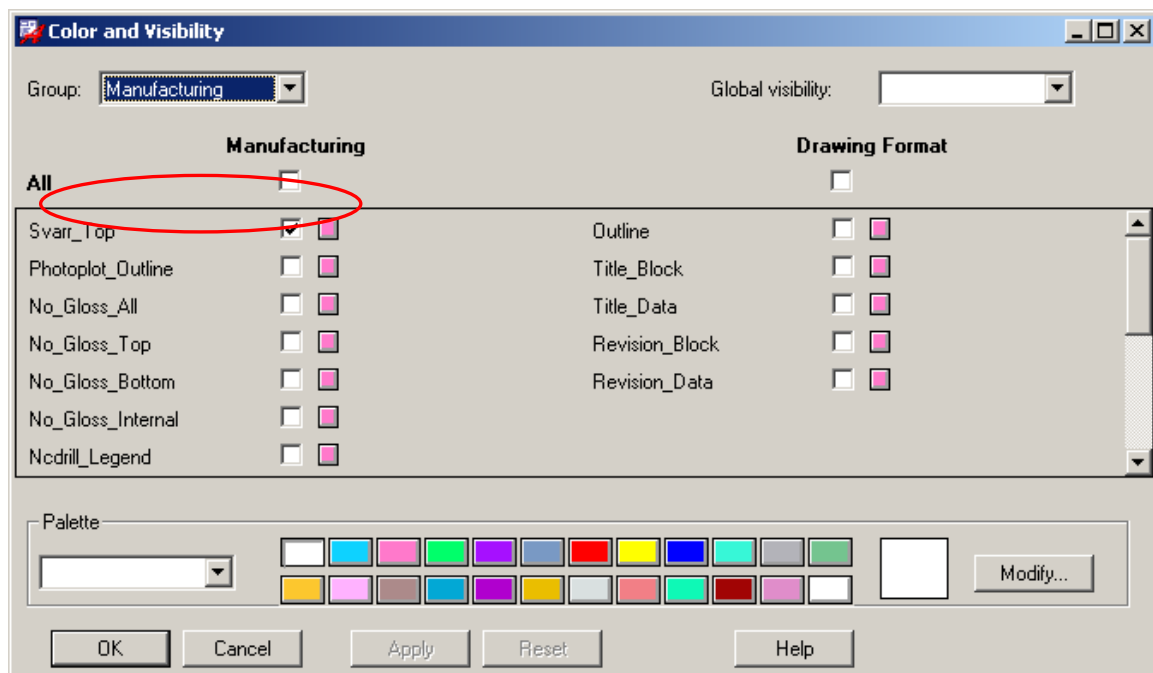 Color and Visibility
Group: Manufacturing Global visibility:
Manufacturing Drawing Format
All
Svarr_Top Outline
Photoplot_Outline Title_Block
No_Gloss_All Title_Data
No_Gloss_Top Revision_Block
No_Gloss_Bottom Revision_Data
No_Gloss_Internal
Ncdrill_Legend
Palette
Modify...
OK Cancel Apply Reset Help